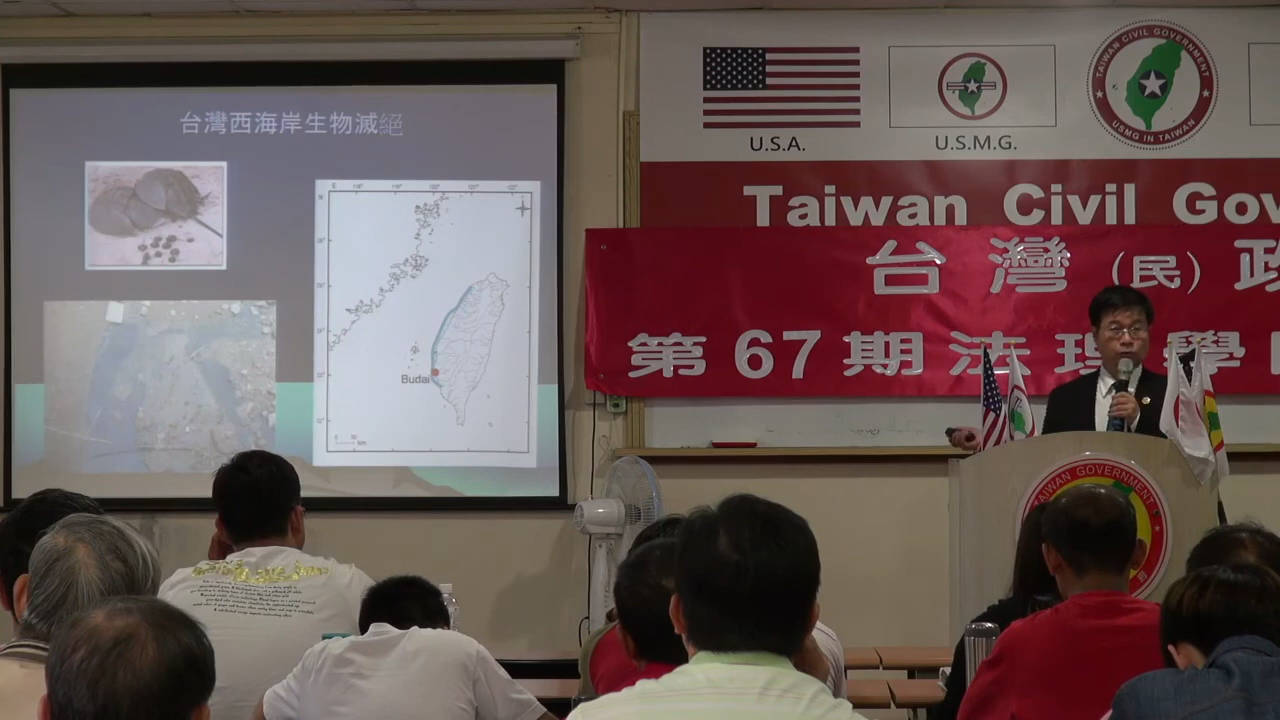 台灣西海岸生物滅絕
Budai
U.S.A.
U.S.M.G.
TAIWAN CIVIL GOVERNMENT
USMG IN TAIWAN
Taiwan Civil Gov
台灣(民)政
第67期法理學
TAIWAN GOVERNMENT